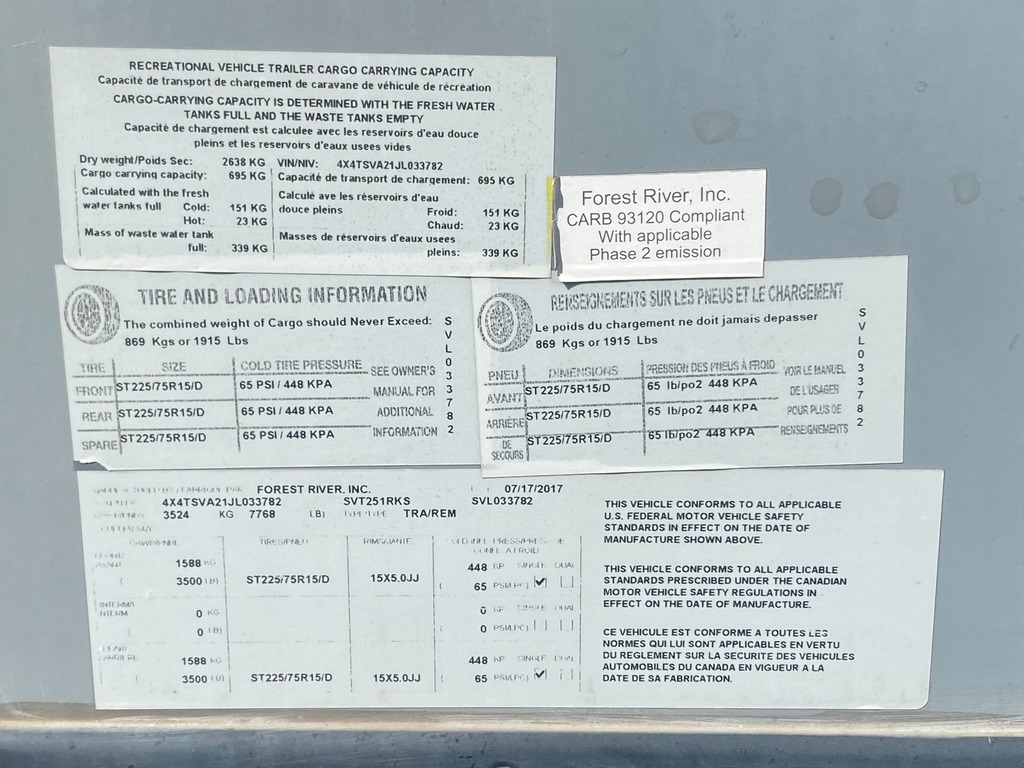 RECREATIONAL VEHICLE TRAILER CARGO CARRYING CAPACITY
Capacité de transport de chargement de caravane de véhicule de récréation
CARGO-CARRYING CAPACITY IS DETERMINED WITH THE FRESH WATER
TANKS FULL AND THE WASTE TANKS EMPTY
Capacité de chargement est calculee avec les reservoirs d'eau douce
pleins et les reservoirs d'eaux usees vides
Dry weight/Poids Sec: 2638 KG VIN/NIV: 4X4TSVA21JL033782
Cargo carrying capacity: 695 KG Capacité de transport de chargement: 695 KG
Calculated with the fresh Calculé ave les réservoirs d'eau
water tanks full Cold: 151 KG douce pleins Froid: 151 KG
Hot: 23 KG Chaud: 23 KG
Mass of waste water tank Masses de réservoirs d'eaux usees
full: 339 KG pleins: 339 KG
Forest River, Inc.
CARB 93120 Compliant
With applicable
Phase 2 emission
TIRE AND LOADING INFORMATION
The combined weight of Cargo should Never Exceed:
869 Kgs or 1915 Lbs
TIRE SIZE COLD TIRE PRESSURE SEE OWNER'S
FRONT ST225/75R15/D 65 PSI / 448 KPA MANUAL FOR
REAR ST225/75R15/D 65 PSI / 448 KPA ADDITIONAL
SPARE ST225/75R15/D 65 PSI / 448 KPA INFORMATION
SVL033782
RENSEIGNEMENTS SUR LES PNEUS ET LE CHARGEMENT
Le poids du chargement ne doit jamais depasser
869 Kgs or 1915 Lbs
PNEU DIMENSIONS PRESSION DES PNEUS À FROID VOIR LE MANUEL
AVANT ST225/75R15/D 65 lb/po2 448 KPA DE L'USAGER
ARRIÈRE ST225/75R15/D 65 lb/po2 448 KPA POUR PLUS DE
DE SECOURS ST225/75R15/D 65 lb/po2 448 KPA RENSEIGNEMENTS
SVL033782
FOREST RIVER, INC. 07/17/2017
4X4TSVA21JL033782 SVT251RKS SVL033782
3524 KG 7768 LB) TYPE/TYPE TRA/REM
TIRES/PNEU RIMS/JANTE
1588 KG 448 KP SINGLE DUAL
3500 ST225/75R15/D 15X5.0JJ 65
0 KG 0 KP SINGLE DUAL
0 0
1588 KG 448 KP SINGLE
3500 ST225/75R15/D 15X5.0JJ 65
THIS VEHICLE CONFORMS TO ALL APPLICABLE
U.S. FEDERAL MOTOR VEHICLE SAFETY
STANDARDS IN EFFECT ON THE DATE OF
MANUFACTURE SHOWN ABOVE.
THIS VEHICLE CONFORMS TO ALL APPLICABLE
STANDARDS PRESCRIBED UNDER THE CANADIAN
MOTOR VEHICLE SAFETY REGULATIONS IN
EFFECT ON THE DATE OF MANUFACTURE.
CE VEHICULE EST CONFORME A TOUTES LES
NORMES QUI LUI SONT APPLICABLES EN VERTU
DU REGLEMENT SUR LA SECURITE DES VEHICULES
AUTOMOBILES DU CANADA EN VIGUEUR A LA
DATE DE SA FABRICATION.